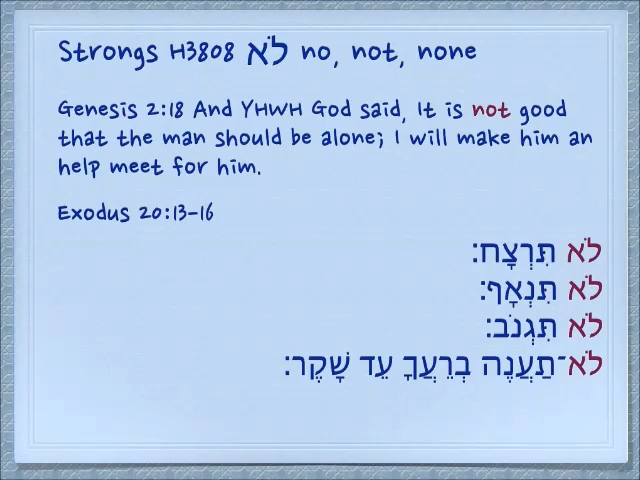 Strongs H3808 לֹא no, not, none
Genesis 2:18 And YHWH God said, It is not good
that the man should be alone; I will make him an
help meet for him.
Exodus 20:13-16
לֹא תִּרְצָח׃
לֹא תִּנְאָף׃
לֹא תִּגְנֹב׃
לֹא־תַעֲנֶה בְרֵעֲךָ עֵד שָׁקֶר׃